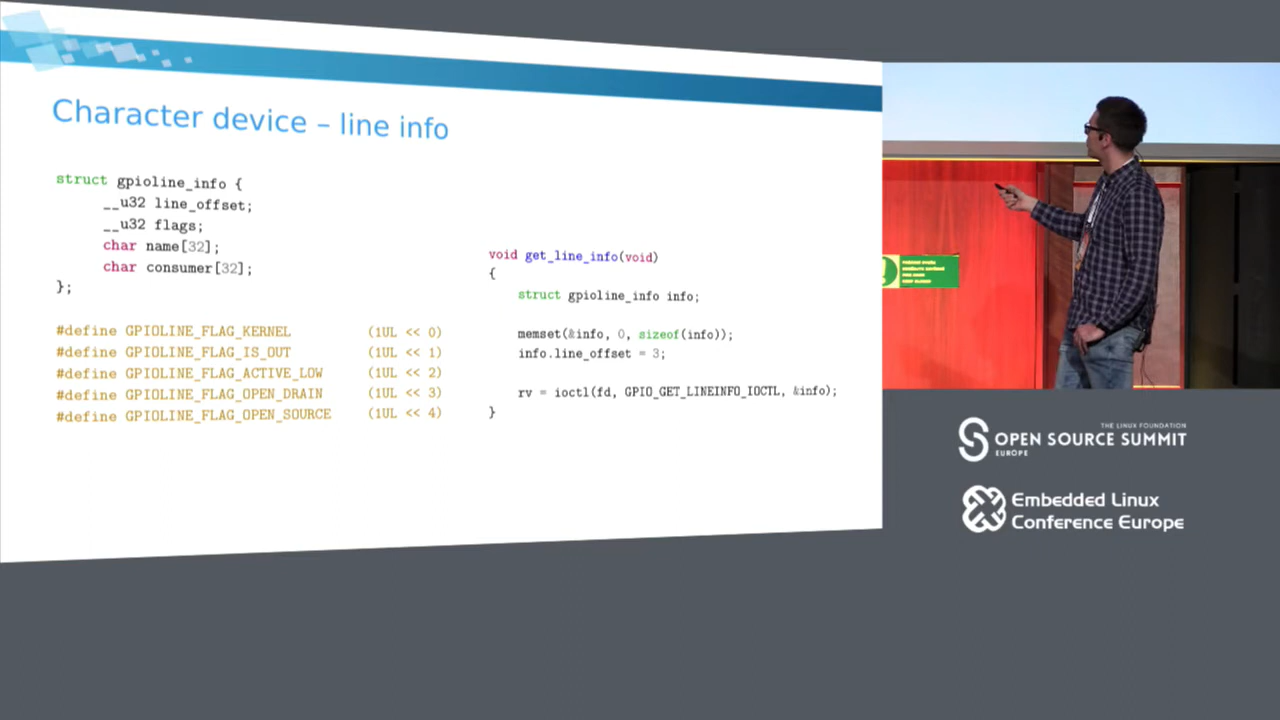 Character device – line info
struct gpioline_info {
__u32 line_offset;
__u32 flags;
char name[32];
char consumer[32];
};
#define GPIOLINE_FLAG_KERNEL (1UL << 0)
#define GPIOLINE_FLAG_IS_OUT (1UL << 1)
#define GPIOLINE_FLAG_ACTIVE_LOW (1UL << 2)
#define GPIOLINE_FLAG_OPEN_DRAIN (1UL << 3)
#define GPIOLINE_FLAG_OPEN_SOURCE (1UL << 4)
void get_line_info(void)
{
struct gpioline_info info;
memset(&info, 0, sizeof(info));
info.line_offset = 3;
rv = ioctl(fd, GPIO_GET_LINEINFO_IOCTL, &info);
}
THE LINUX FOUNDATION
OPEN SOURCE SUMMIT
EUROPE
Embedded Linux
Conference Europe